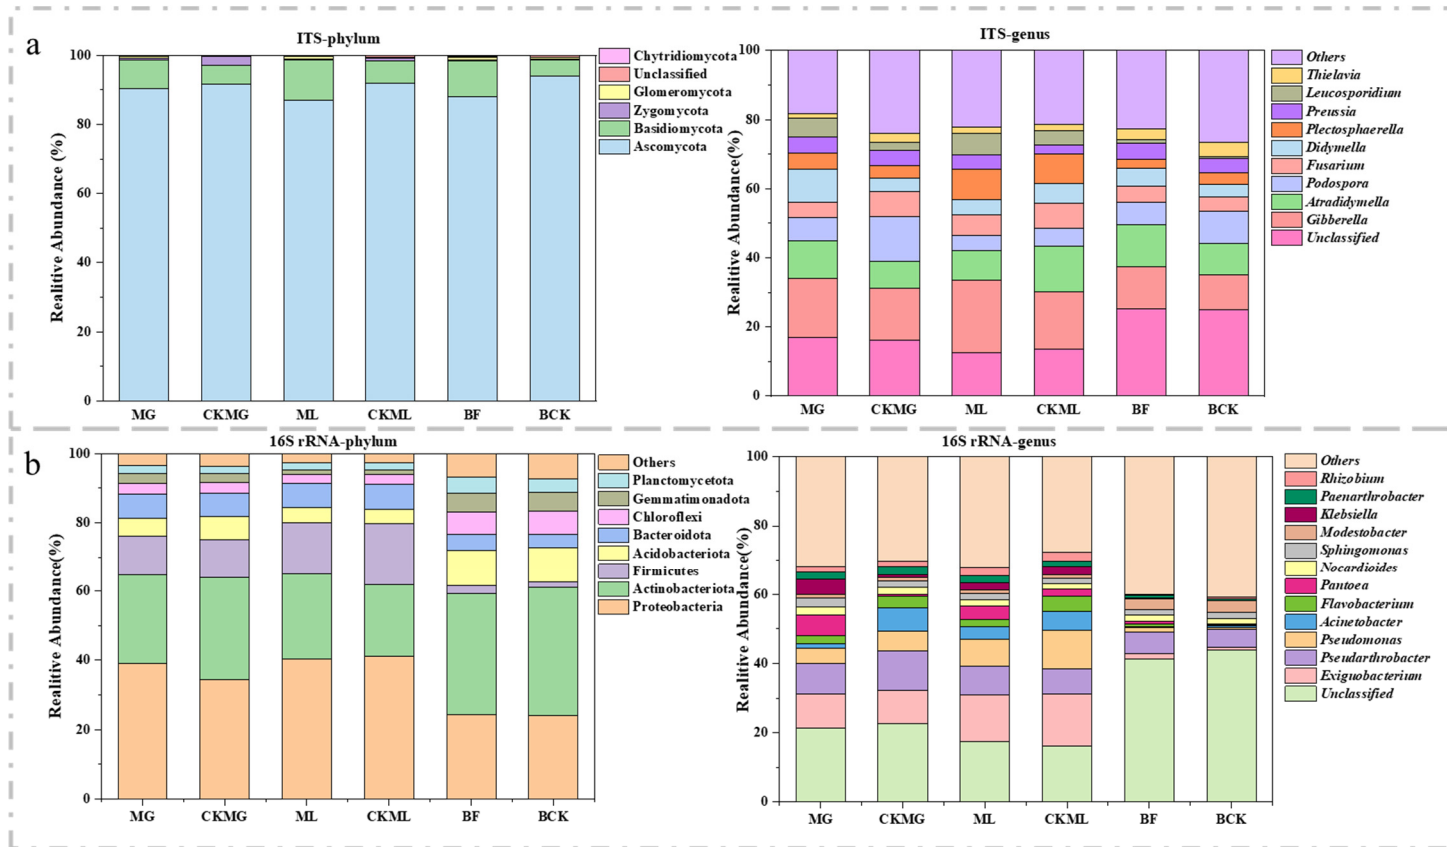 a
ITS-phylum
Realitive Abundance (%)
100
80
60
40
20
0
MG CKMG ML CKML BF BCK
Chytridiomycota
Unclassified
Glomeromycota
Zygomycota
Basidiomycota
Ascomycota
ITS-genus
Realitive Abundance(%)
100
80
60
40
20
0
MG CKMG ML CKML BF BCK
Others
Thielavia
Leucosporidium
Preussia
Plectosphaerella
Didymella
Fusarium
Podospora
Atradidymella
Gibberella
Unclassified
b
16S rRNA-phylum
Realitive Abundance(%)
100
80
60
40
20
0
MG CKMG ML CKML BF BCK
Others
Planctomycetota
Gemmatimonadota
Chloroflexi
Bacteroidota
Acidobacteriota
Firmicutes
Actinobacteriota
Proteobacteria
16S rRNA-genus
Realitive Abundance(%)
100
80
60
40
20
0
MG CKMG ML CKML BF BCK
Others
Rhizobium
Paenarthrobacter
Klebsiella
Modestobacter
Sphingomonas
Nocardioides
Pantoea
Flavobacterium
Acinetobacter
Pseudomonas
Pseudarthrobacter
Exiguobacterium
Unclassified